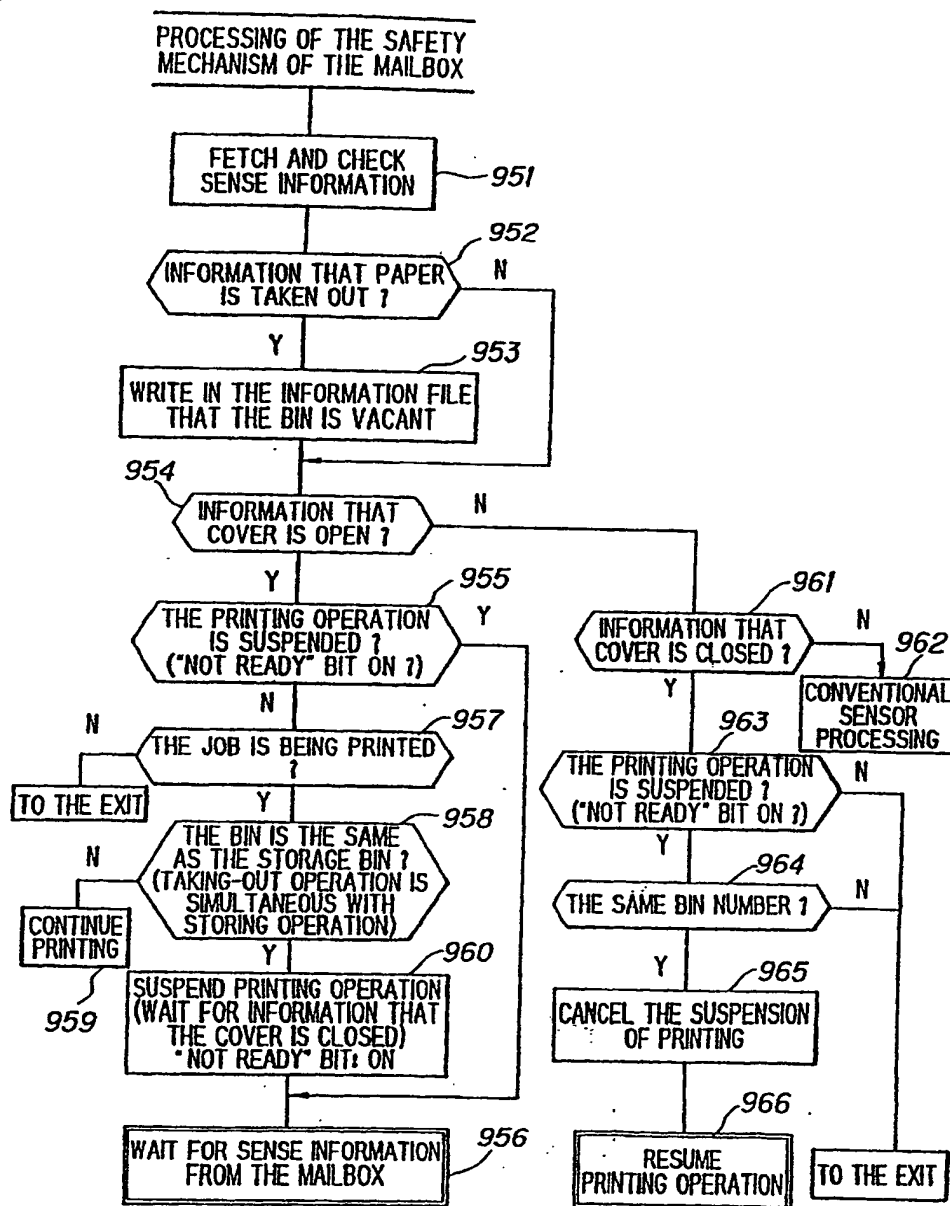 PROCESSING OF THE SAFETY
MECHANISM OF THE MAILBOX
FETCH AND CHECK
SENSE INFORMATION
951
952
INFORMATION THAT PAPER
IS TAKEN OUT ?
N
Y
953
WRITE IN THE INFORMATION FILE
THAT THE BIN IS VACANT
954
INFORMATION THAT
COVER IS OPEN ?
N
Y
955
THE PRINTING OPERATION
IS SUSPENDED ?
("NOT READY" BIT ON ?)
Y
N
957
THE JOB IS BEING PRINTED
?
N
TO THE EXIT
Y
958
THE BIN IS THE SAME
AS THE STORAGE BIN ?
(TAKING-OUT OPERATION IS
SIMULTANEOUS WITH
STORING OPERATION)
N
CONTINUE
PRINTING
959
Y
960
SUSPEND PRINTING OPERATION
(WAIT FOR INFORMATION THAT
THE COVER IS CLOSED)
"NOT READY" BIT: ON
WAIT FOR SENSE INFORMATION
FROM THE MAILBOX
956
961
INFORMATION THAT
COVER IS CLOSED ?
N
962
CONVENTIONAL
SENSOR
PROCESSING
Y
963
THE PRINTING OPERATION
IS SUSPENDED ?
("NOT READY" BIT ON ?)
N
Y
964
THE SAME BIN NUMBER ?
N
Y
965
CANCEL THE SUSPENSION
OF PRINTING
966
RESUME
PRINTING OPERATION
TO THE EXIT